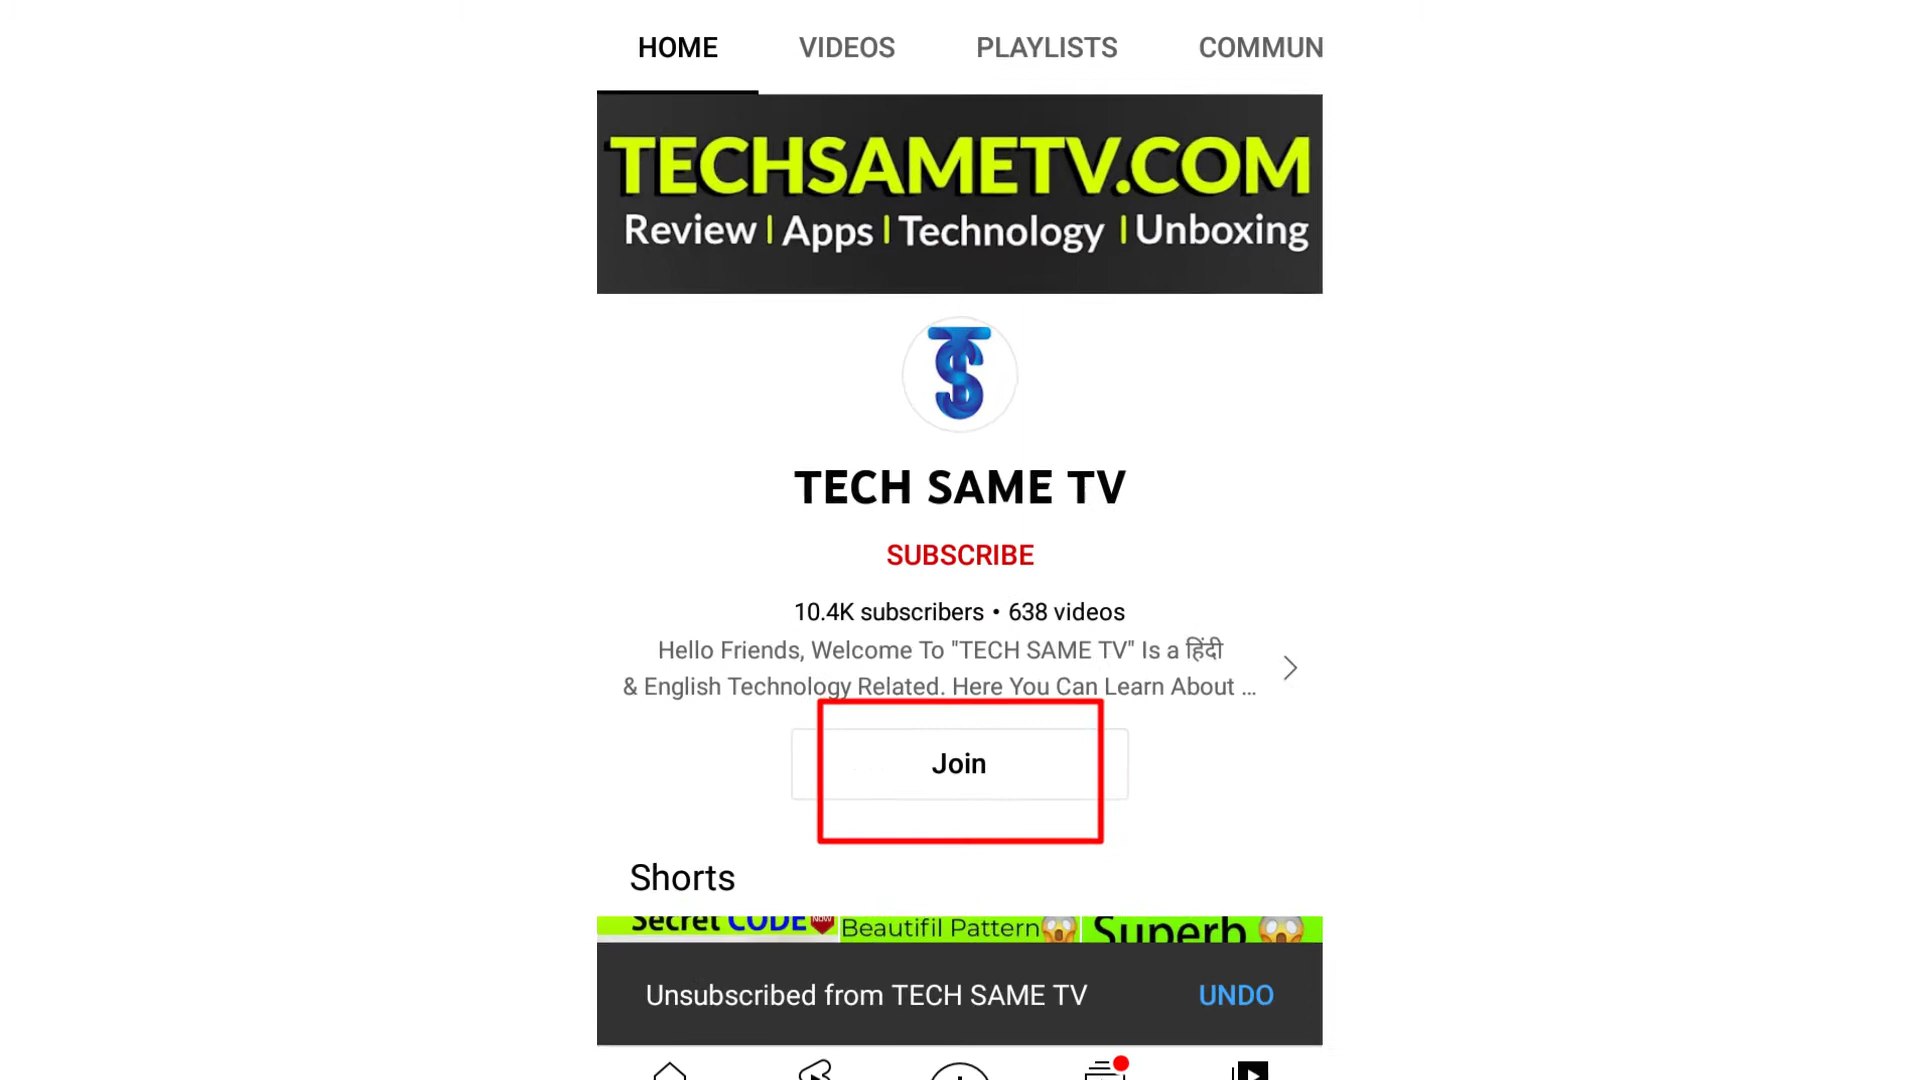 HOME VIDEOS PLAYLISTS COMMUN
TECHSAMETV.COM
Review | Apps | Technology | Unboxing
TS
TECH SAME TV
SUBSCRIBE
10.4K subscribers • 638 videos
Hello Friends, Welcome To "TECH SAME TV" Is a हिंदी
& English Technology Related. Here You Can Learn About ...
Join
Shorts
Secret CODE NOW Beautifil Pattern Superb
Unsubscribed from TECH SAME TV UNDO